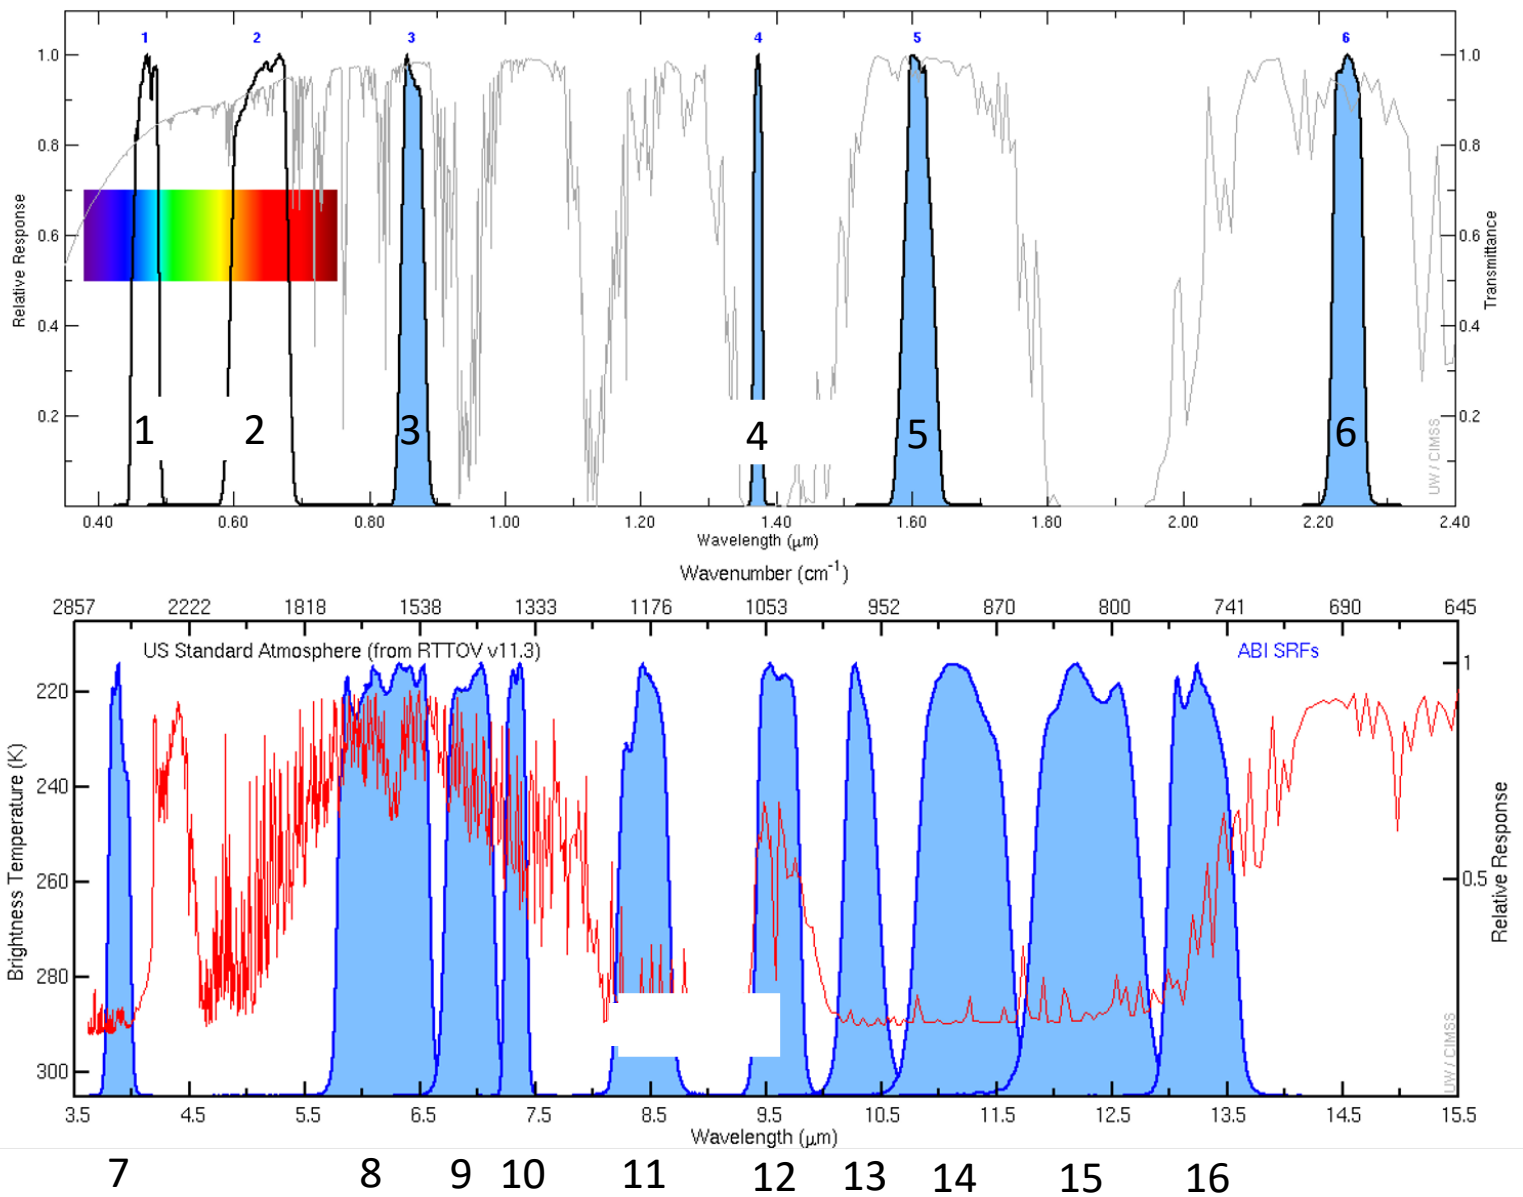 1 2 3 4 5 6
1.0 1.0
0.8 0.8
0.6 0.6
0.4 0.4
0.2 0.2
Relative Response
Transmittance
1 2 3 4 5 6
UW / CIMSS
0.40 0.60 0.80 1.00 1.20 1.40 1.60 1.80 2.00 2.20 2.40
Wavelength (μm)
Wavenumber (cm⁻¹)
2857 2222 1818 1538 1333 1176 1053 952 870 800 741 690 645
US Standard Atmosphere (from RTTOV v11.3) ABI SRFs
1
220
240
260 0.5
280
300
Brightness Temperature (K)
Relative Response
UW / CIMSS
3.5 4.5 5.5 6.5 7.5 8.5 9.5 10.5 11.5 12.5 13.5 14.5 15.5
Wavelength (μm)
7 8 9 10 11 12 13 14 15 16